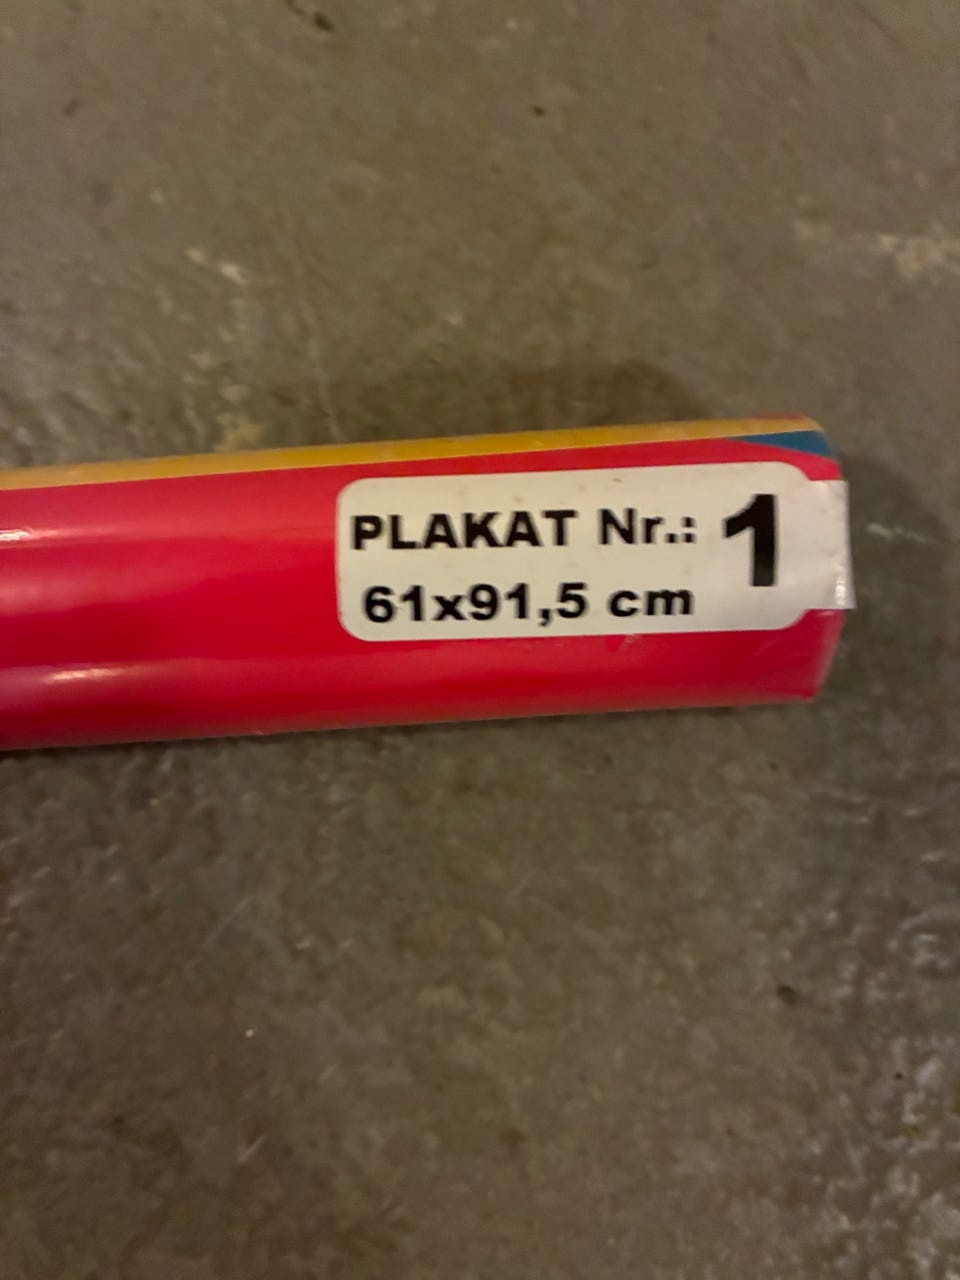 PLAKAT Nr.: 1
61x91,5 cm